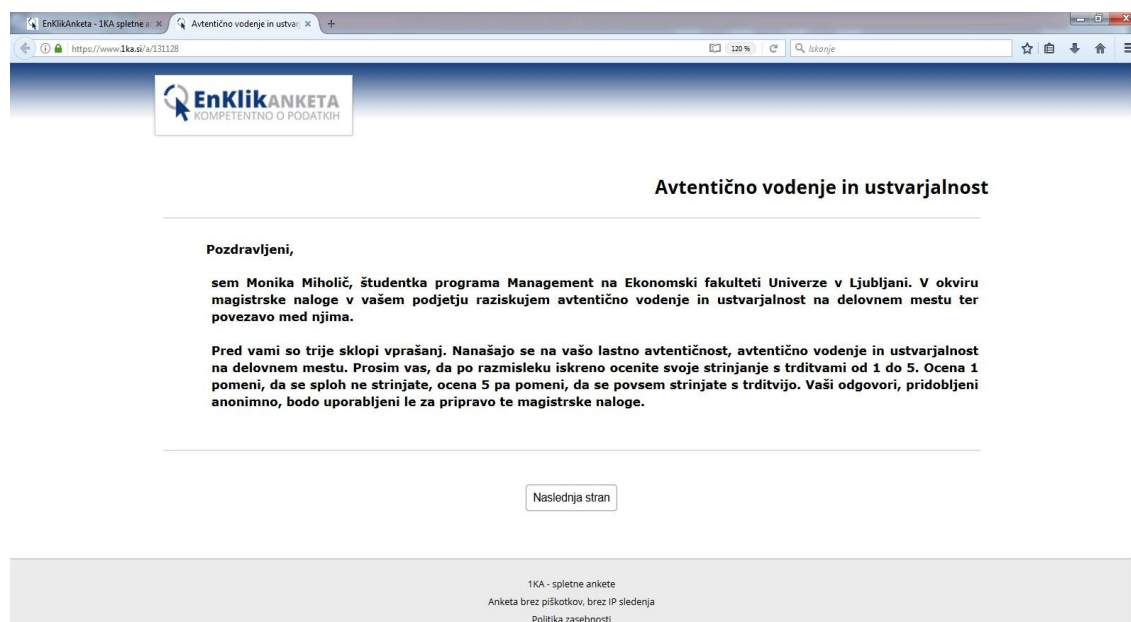 EnKlikAnketa - 1KA spletne a
Avtentično vodenje in ustvarj
https://www.1ka.si/a/131128
120 %
Iskanje
EnKlikANKETA
KOMPETENTNO O PODATKIH
Avtentično vodenje in ustvarjalnost
Pozdravljeni,
sem Monika Miholič, študentka programa Management na Ekonomski fakulteti Univerze v Ljubljani. V okviru
magistrske naloge v vašem podjetju raziskujem avtentično vodenje in ustvarjalnost na delovnem mestu ter
povezavo med njima.
Pred vami so trije sklopi vprašanj. Nanašajo se na vašo lastno avtentičnost, avtentično vodenje in ustvarjalnost
na delovnem mestu. Prosim vas, da po razmisleku iskreno ocenite svoje strinjanje s trditvami od 1 do 5. Ocena 1
pomeni, da se sploh ne strinjate, ocena 5 pa pomeni, da se povsem strinjate s trditvijo. Vaši odgovori, pridobljeni
anonimno, bodo uporabljeni le za pripravo te magistrske naloge.
Naslednja stran
1KA - spletne ankete
Anketa brez piškotkov, brez IP sledenja
Politika zasebnosti